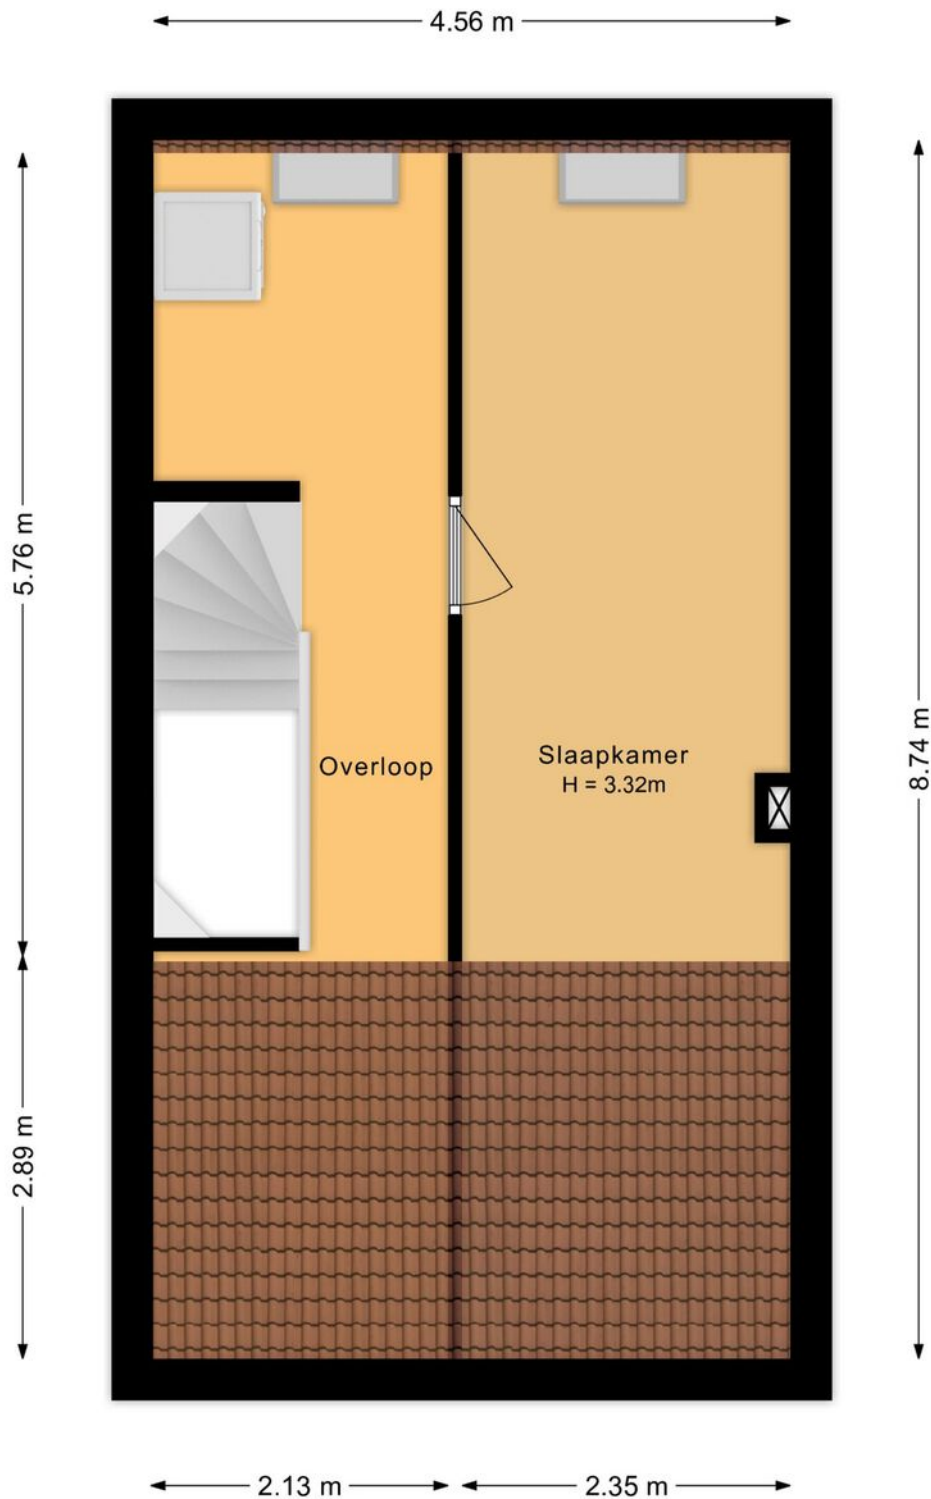 4.56 m
5.76 m
8.74 m
Overloop
Slaapkamer
H = 3.32m
2.89 m
2.13 m
2.35 m